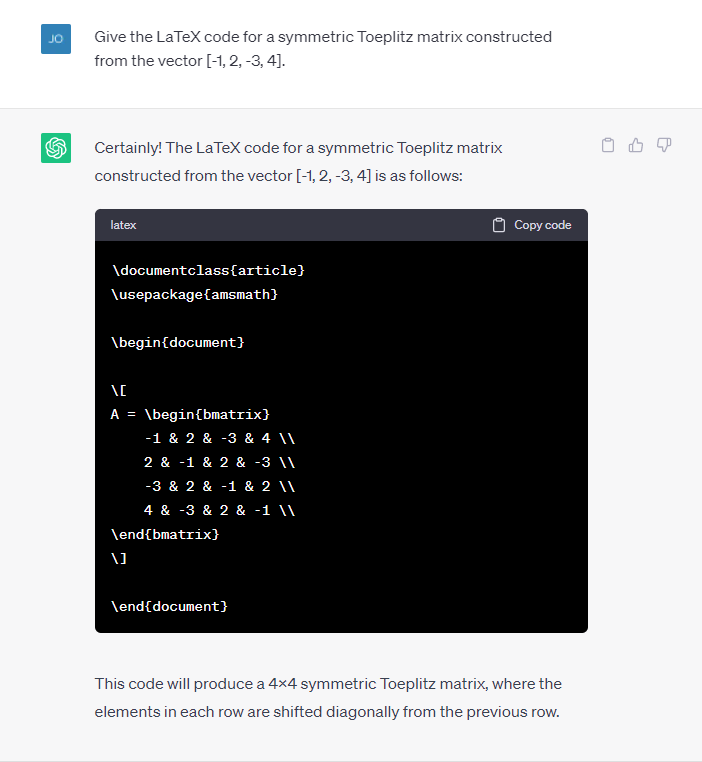 JO
Give the LaTeX code for a symmetric Toeplitz matrix constructed
from the vector [-1, 2, -3, 4].
Certainly! The LaTeX code for a symmetric Toeplitz matrix
constructed from the vector [-1, 2, -3, 4] is as follows:
latex
Copy code
\documentclass{article}
\usepackage{amsmath}
\begin{document}
\[
A = \begin{bmatrix}
-1 & 2 & -3 & 4 \\
2 & -1 & 2 & -3 \\
-3 & 2 & -1 & 2 \\
4 & -3 & 2 & -1 \\
\end{bmatrix}
\]
\end{document}
This code will produce a 4×4 symmetric Toeplitz matrix, where the
elements in each row are shifted diagonally from the previous row.